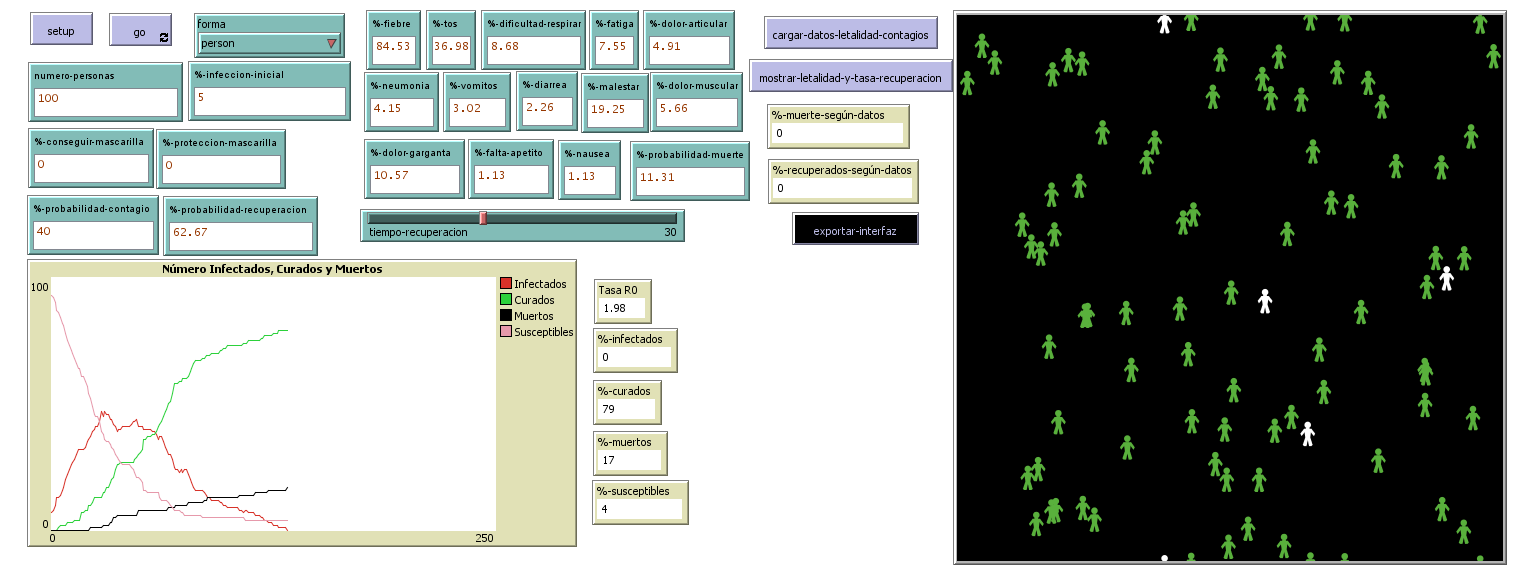 setup
go
forma
person
numero-personas
100
%-infeccion-inicial
5
%-conseguir-mascarilla
0
%-proteccion-mascarilla
0
%-probabilidad-contagio
40
%-probabilidad-recuperacion
62.67
%-fiebre
84.53
%-tos
36.98
%-dificultad-respirar
8.68
%-fatiga
7.55
%-dolor-articular
4.91
%-neumonia
4.15
%-vomitos
3.02
%-diarrea
2.26
%-malestar
19.25
%-dolor-muscular
5.66
%-dolor-garganta
10.57
%-falta-apetito
1.13
%-nausea
1.13
%-probabilidad-muerte
11.31
tiempo-recuperacion 30
cargar-datos-letalidad-contagios
mostrar-letalidad-y-tasa-recuperacion
%-muerte-según-datos
0
%-recuperados-según-datos
0
exportar-interfaz
Número Infectados, Curados y Muertos
100
0
0 250
Infectados
Curados
Muertos
Susceptibles
Tasa R0
1.98
%-infectados
0
%-curados
79
%-muertos
17
%-susceptibles
4